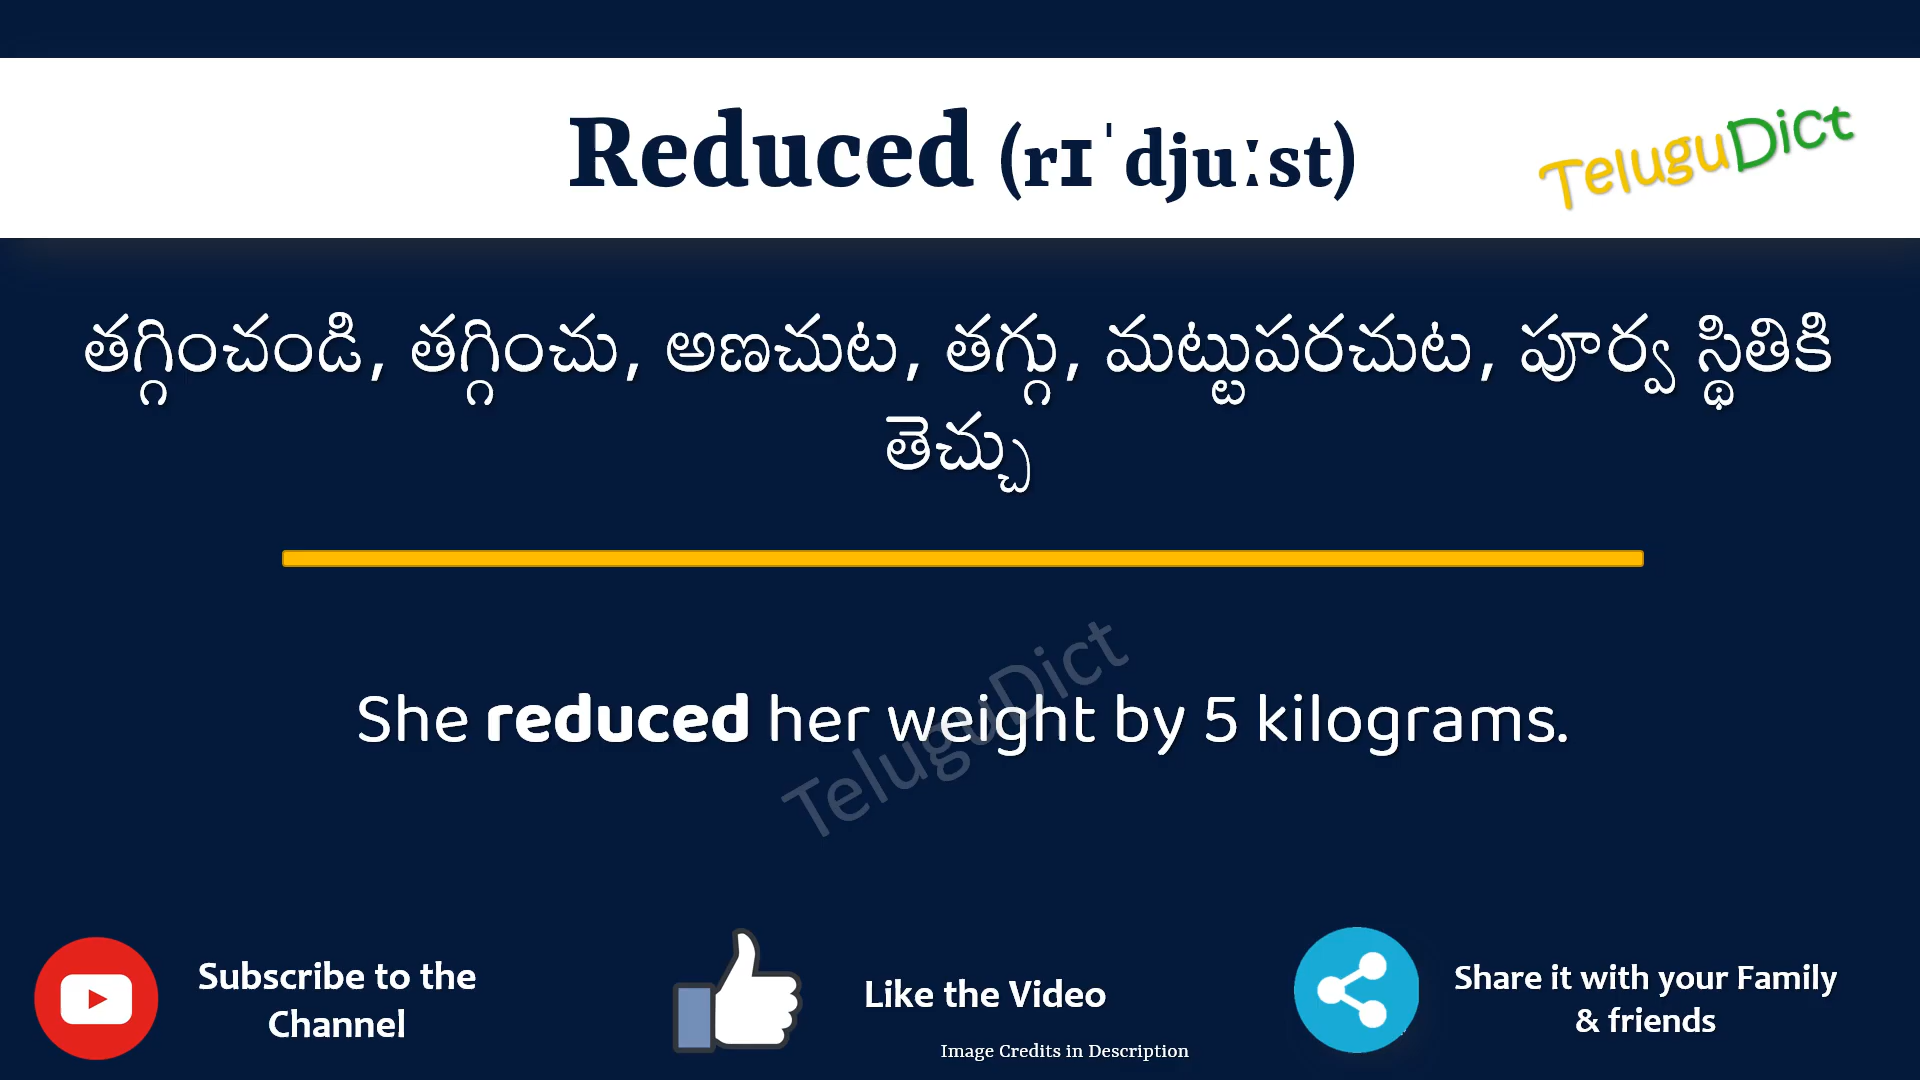 Reduced (rɪˈdjuːst)
TeluguDict
తగ్గించండి, తగ్గించు, అణచుట, తగ్గు, మట్టుపరచుట, పూర్వ స్థితికి
తెచ్చు
TeluguDict
She reduced her weight by 5 kilograms.
Subscribe to the
Channel
Like the Video
Share it with your Family
& friends
Image Credits in Description